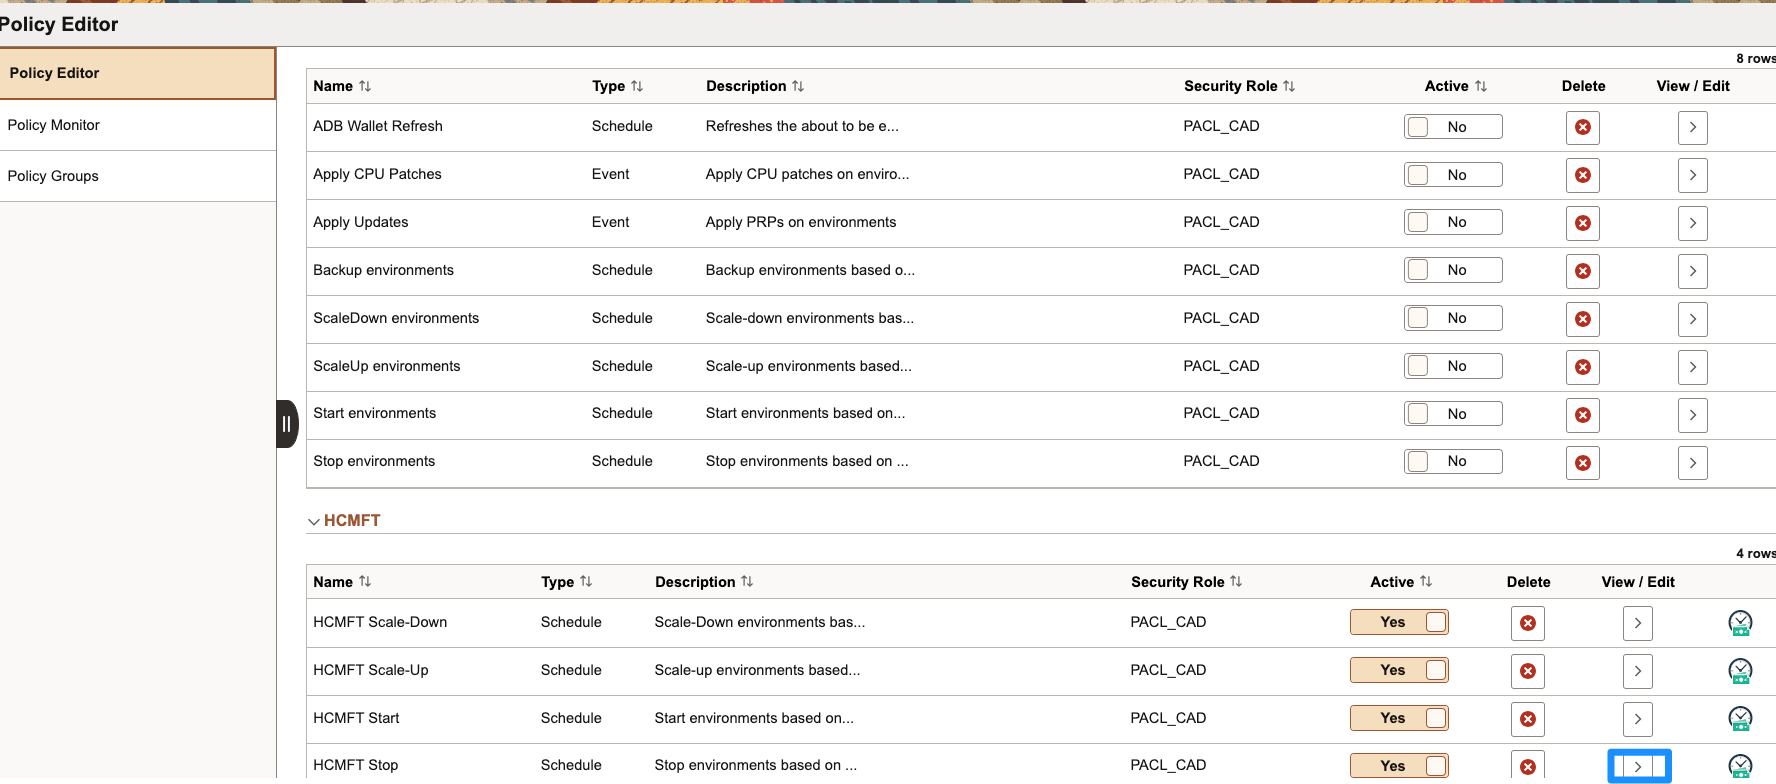 Policy Editor
Policy Editor
Policy Monitor
Policy Groups
8 rows
Name Type Description Security Role Active Delete View / Edit
ADB Wallet Refresh Schedule Refreshes the about to be e... PACL_CAD No
Apply CPU Patches Event Apply CPU patches on enviro... PACL_CAD No
Apply Updates Event Apply PRPs on environments PACL_CAD No
Backup environments Schedule Backup environments based o... PACL_CAD No
ScaleDown environments Schedule Scale-down environments bas... PACL_CAD No
ScaleUp environments Schedule Scale-up environments based... PACL_CAD No
Start environments Schedule Start environments based on... PACL_CAD No
Stop environments Schedule Stop environments based on ... PACL_CAD No
HCMFT
4 rows
Name Type Description Security Role Active Delete View / Edit
HCMFT Scale-Down Schedule Scale-Down environments bas... PACL_CAD Yes
HCMFT Scale-Up Schedule Scale-up environments based... PACL_CAD Yes
HCMFT Start Schedule Start environments based on... PACL_CAD Yes
HCMFT Stop Schedule Stop environments based on ... PACL_CAD Yes